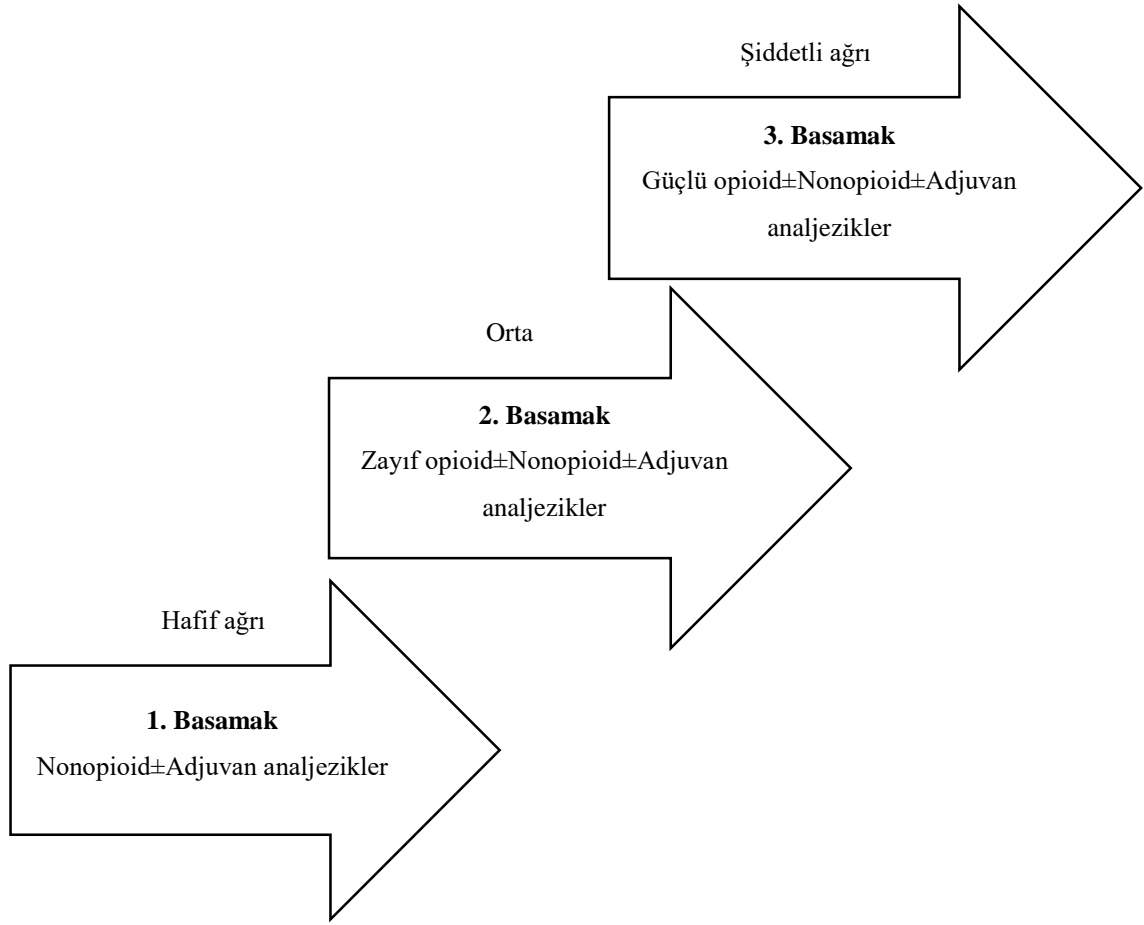 Şiddetli ağrı
3. Basamak
Güçlü opioid±Nonopioid±Adjuvan
analjezikler
Orta
2. Basamak
Zayıf opioid±Nonopioid±Adjuvan
analjezikler
Hafif ağrı
1. Basamak
Nonopioid±Adjuvan analjezikler